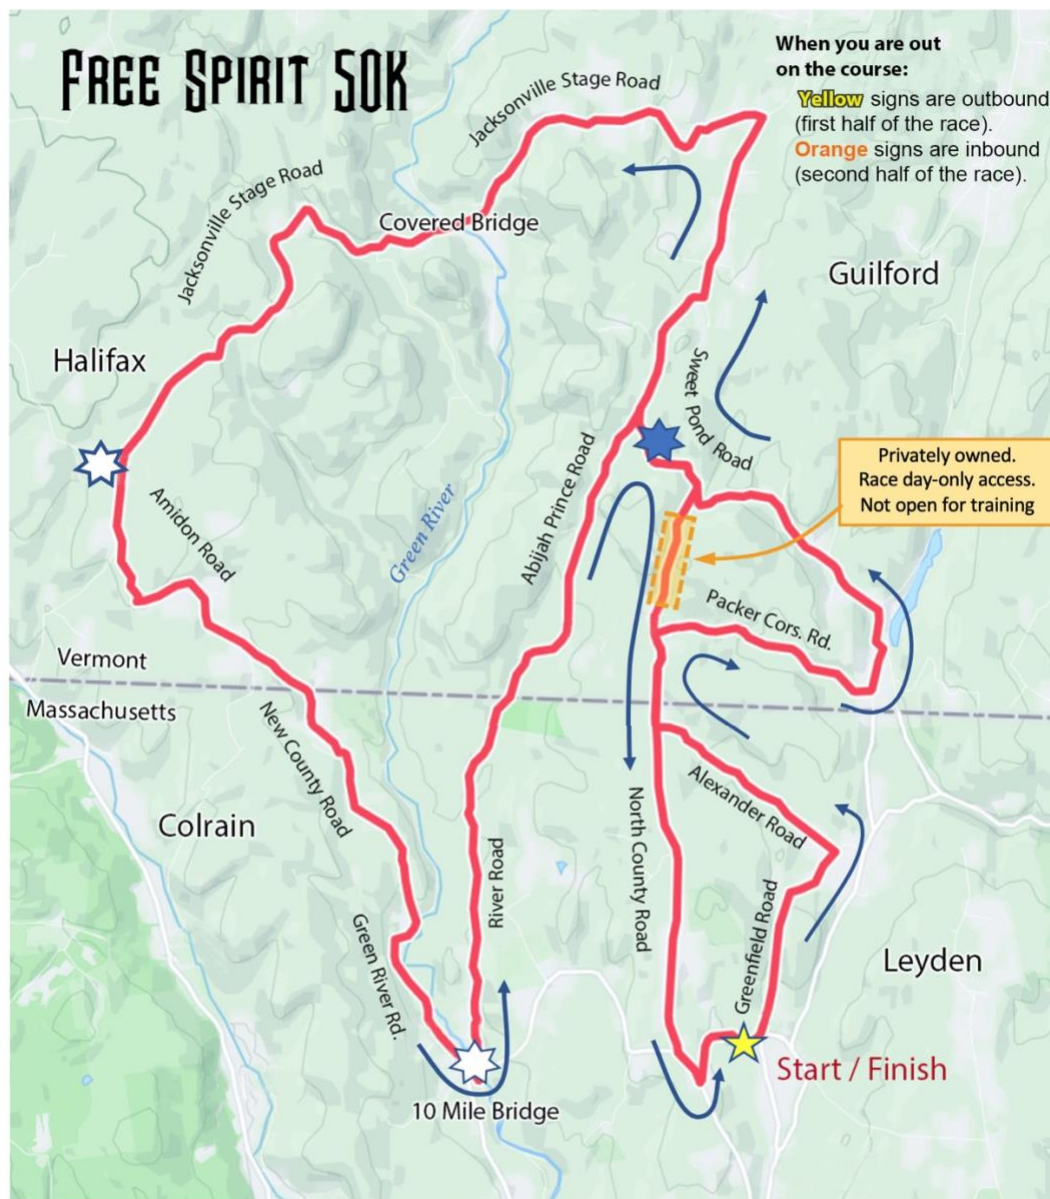 FREE SPIRIT 50K
When you are out
on the course:
Yellow signs are outbound
(first half of the race).
Orange signs are inbound
(second half of the race).
Jacksonville Stage Road
Jacksonville Stage Road
Covered Bridge
Guilford
Halifax
Sweet Pond Road
Abijah Prince Road
Privately owned.
Race day-only access.
Not open for training
Amidon Road
Green River
Packer Cors. Rd.
Vermont
Massachusetts
New County Road
Alexander Road
Colrain
North County Road
River Road
Greenfield Road
Green River Rd.
Leyden
Start / Finish
10 Mile Bridge